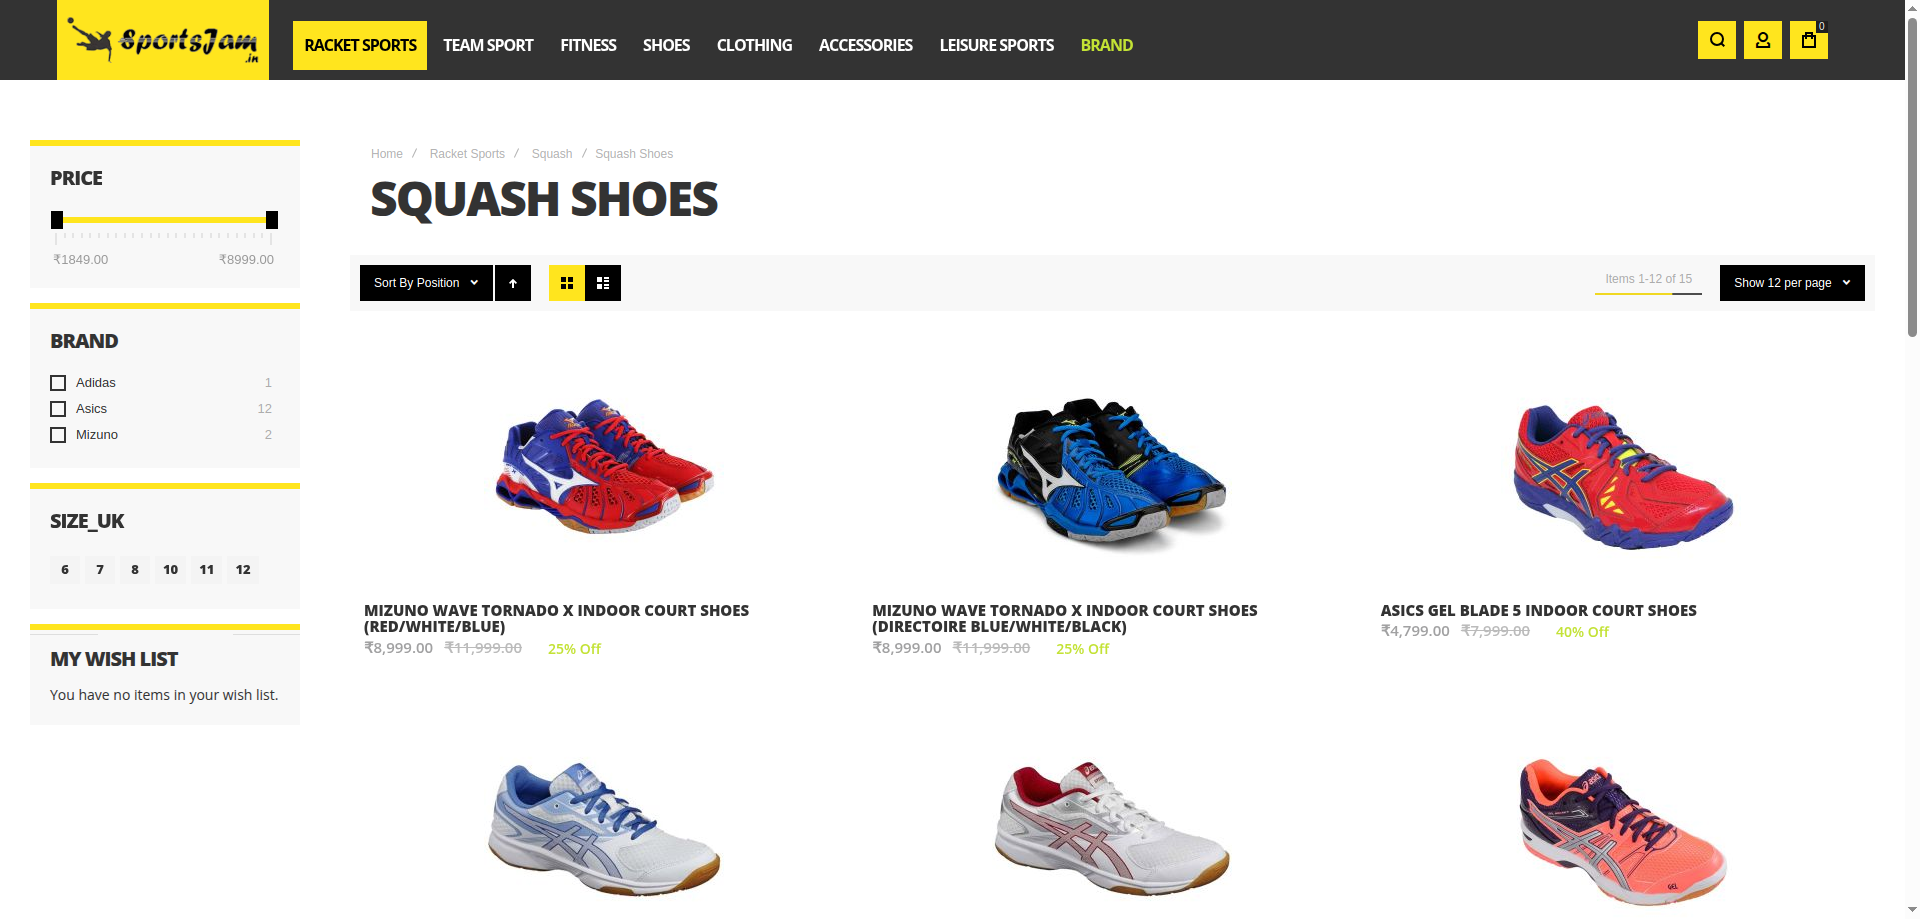 SportsJam
.in
RACKET SPORTS
TEAM SPORT
FITNESS
SHOES
CLOTHING
ACCESSORIES
LEISURE SPORTS
BRAND
0
PRICE
₹1849.00
₹8999.00
BRAND
Adidas 1
Asics 12
Mizuno 2
SIZE_UK
6 7 8 10 11 12
MY WISH LIST
You have no items in your wish list.
Home / Racket Sports / Squash / Squash Shoes
SQUASH SHOES
Sort By Position
Items 1-12 of 15
Show 12 per page
MIZUNO WAVE TORNADO X INDOOR COURT SHOES
(RED/WHITE/BLUE)
₹8,999.00 ₹11,999.00 25% Off
MIZUNO WAVE TORNADO X INDOOR COURT SHOES
(DIRECTOIRE BLUE/WHITE/BLACK)
₹8,999.00 ₹11,999.00 25% Off
ASICS GEL BLADE 5 INDOOR COURT SHOES
₹4,799.00 ₹7,999.00 40% Off